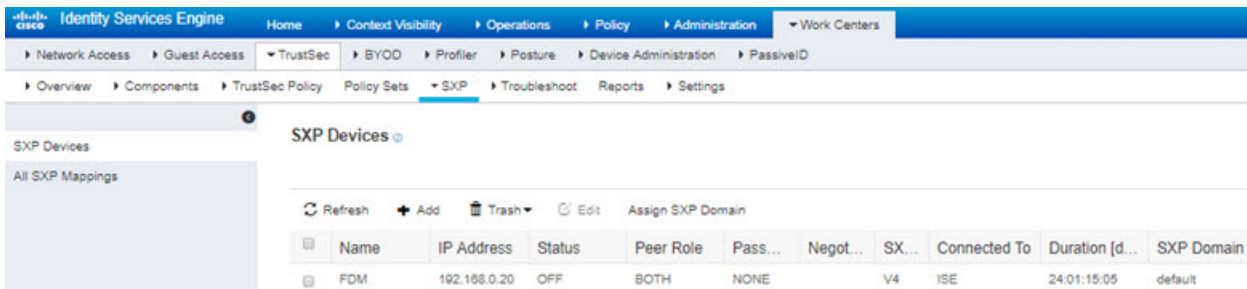 cisco Identity Services Engine Home Context Visibility Operations Policy Administration Work Centers
Network Access Guest Access TrustSec BYOD Profiler Posture Device Administration PassiveID
Overview Components TrustSec Policy Policy Sets SXP Troubleshoot Reports Settings
SXP Devices
All SXP Mappings
SXP Devices
Refresh Add Trash Edit Assign SXP Domain
Name IP Address Status Peer Role Pass... Negot... SX... Connected To Duration [d... SXP Domain
FDM 192.168.0.20 OFF BOTH NONE V4 ISE 24:01:15:05 default